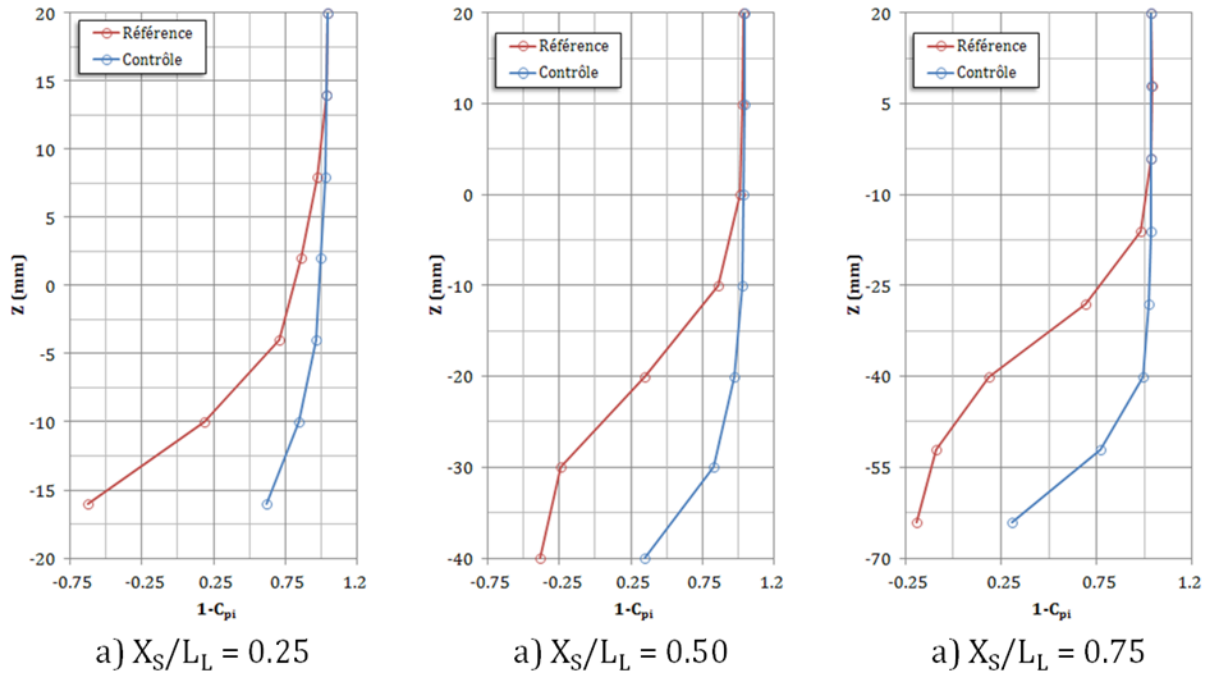 Référence
Contrôle
20
15
10
5
0
-5
-10
-15
-20
Z (mm)
-0.75
-0.25
0.25
0.75
1.2
1-Cpi
a) XS/LL = 0.25
Référence
Contrôle
20
10
0
-10
-20
-30
-40
Z (mm)
-0.75
-0.25
0.25
0.75
1.2
1-Cpi
a) XS/LL = 0.50
Référence
Contrôle
20
5
-10
-25
-40
-55
-70
Z (mm)
-0.25
0.25
0.75
1.2
1-Cpi
a) XS/LL = 0.75